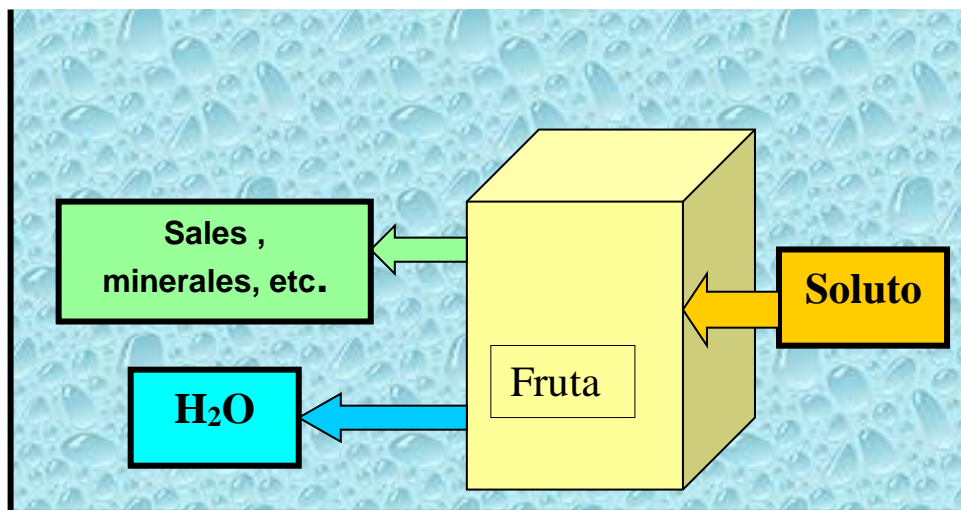 Sales ,
minerales, etc.
Soluto
Fruta
H₂O